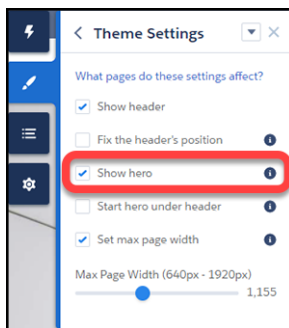 Theme Settings
What pages do these settings affect?
Show header
Fix the header's position
Show hero
Start hero under header
Set max page width
Max Page Width (640px - 1920px)
1,155